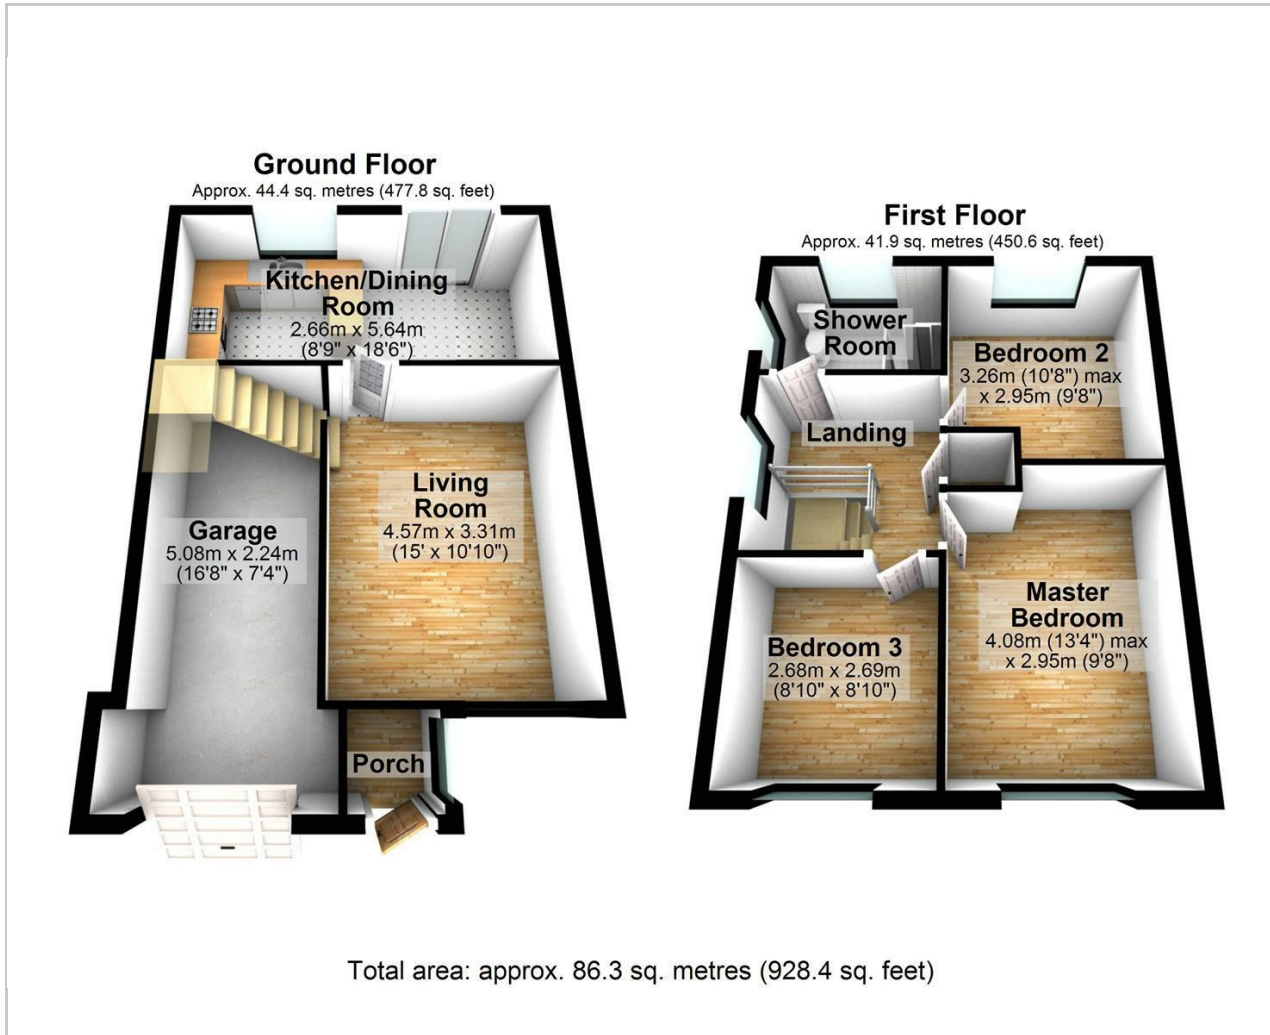 Ground Floor
Approx. 44.4 sq. metres (477.8 sq. feet)
Kitchen/Dining
Room
2.66m x 5.64m
(8'9" x 18'6")
Living
Room
4.57m x 3.31m
(15' x 10'10")
Garage
5.08m x 2.24m
(16'8" x 7'4")
Porch
First Floor
Approx. 41.9 sq. metres (450.6 sq. feet)
Shower
Room
Bedroom 2
3.26m (10'8") max
x 2.95m (9'8")
Landing
Master
Bedroom
4.08m (13'4") max
x 2.95m (9'8")
Bedroom 3
2.68m x 2.69m
(8'10" x 8'10")
Total area: approx. 86.3 sq. metres (928.4 sq. feet)